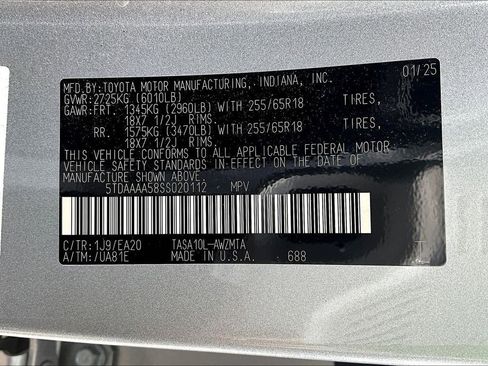 MFD.BY:TOYOTA MOTOR MANUFACTURING, INDIANA, INC. 01/25
GVWR:2725KG (6010LB)
GAWR:FRT. 1345KG (2960LB) WITH 255/65R18 TIRES,
18X7 1/2J RIMS.
RR. 1575KG (3470LB) WITH 255/65R18 TIRES,
18X7 1/2J RIMS.
THIS VEHICLE CONFORMS TO ALL APPLICABLE FEDERAL MOTOR
VEHICLE SAFETY STANDARDS IN-EFFECT ON THE DATE OF
MANUFACTURE SHOWN ABOVE.
5TDAAAA58SS020112 MPV
C/TR:1J9/EA20 TASA10L-AWZMTA
A/TM:/UA81E MADE IN U.S.A. 688